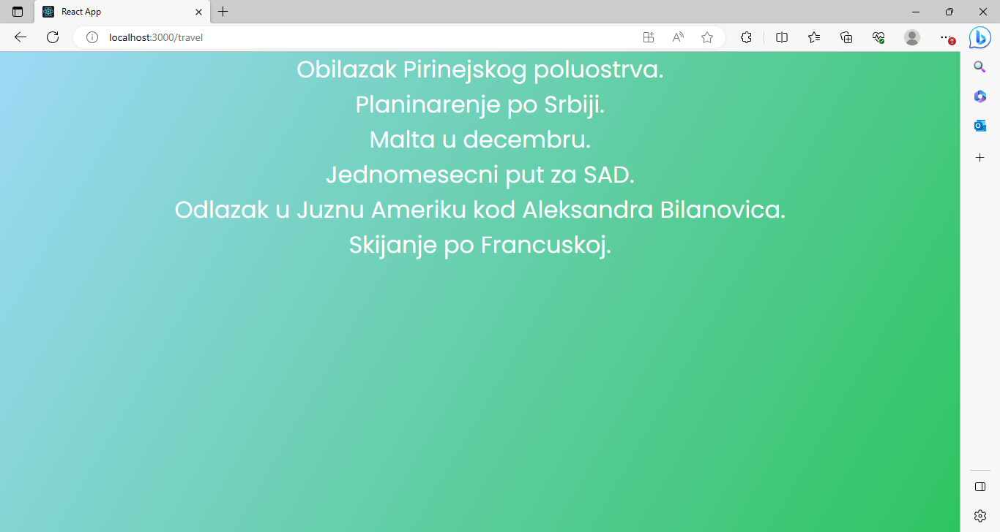 React App
localhost:3000/travel
Obilazak Pirinejskog poluostrva.
Planinarenje po Srbiji.
Malta u decembru.
Jednomesecni put za SAD.
Odlazak u Juznu Ameriku kod Aleksandra Bilanovica.
Skijanje po Francuskoj.